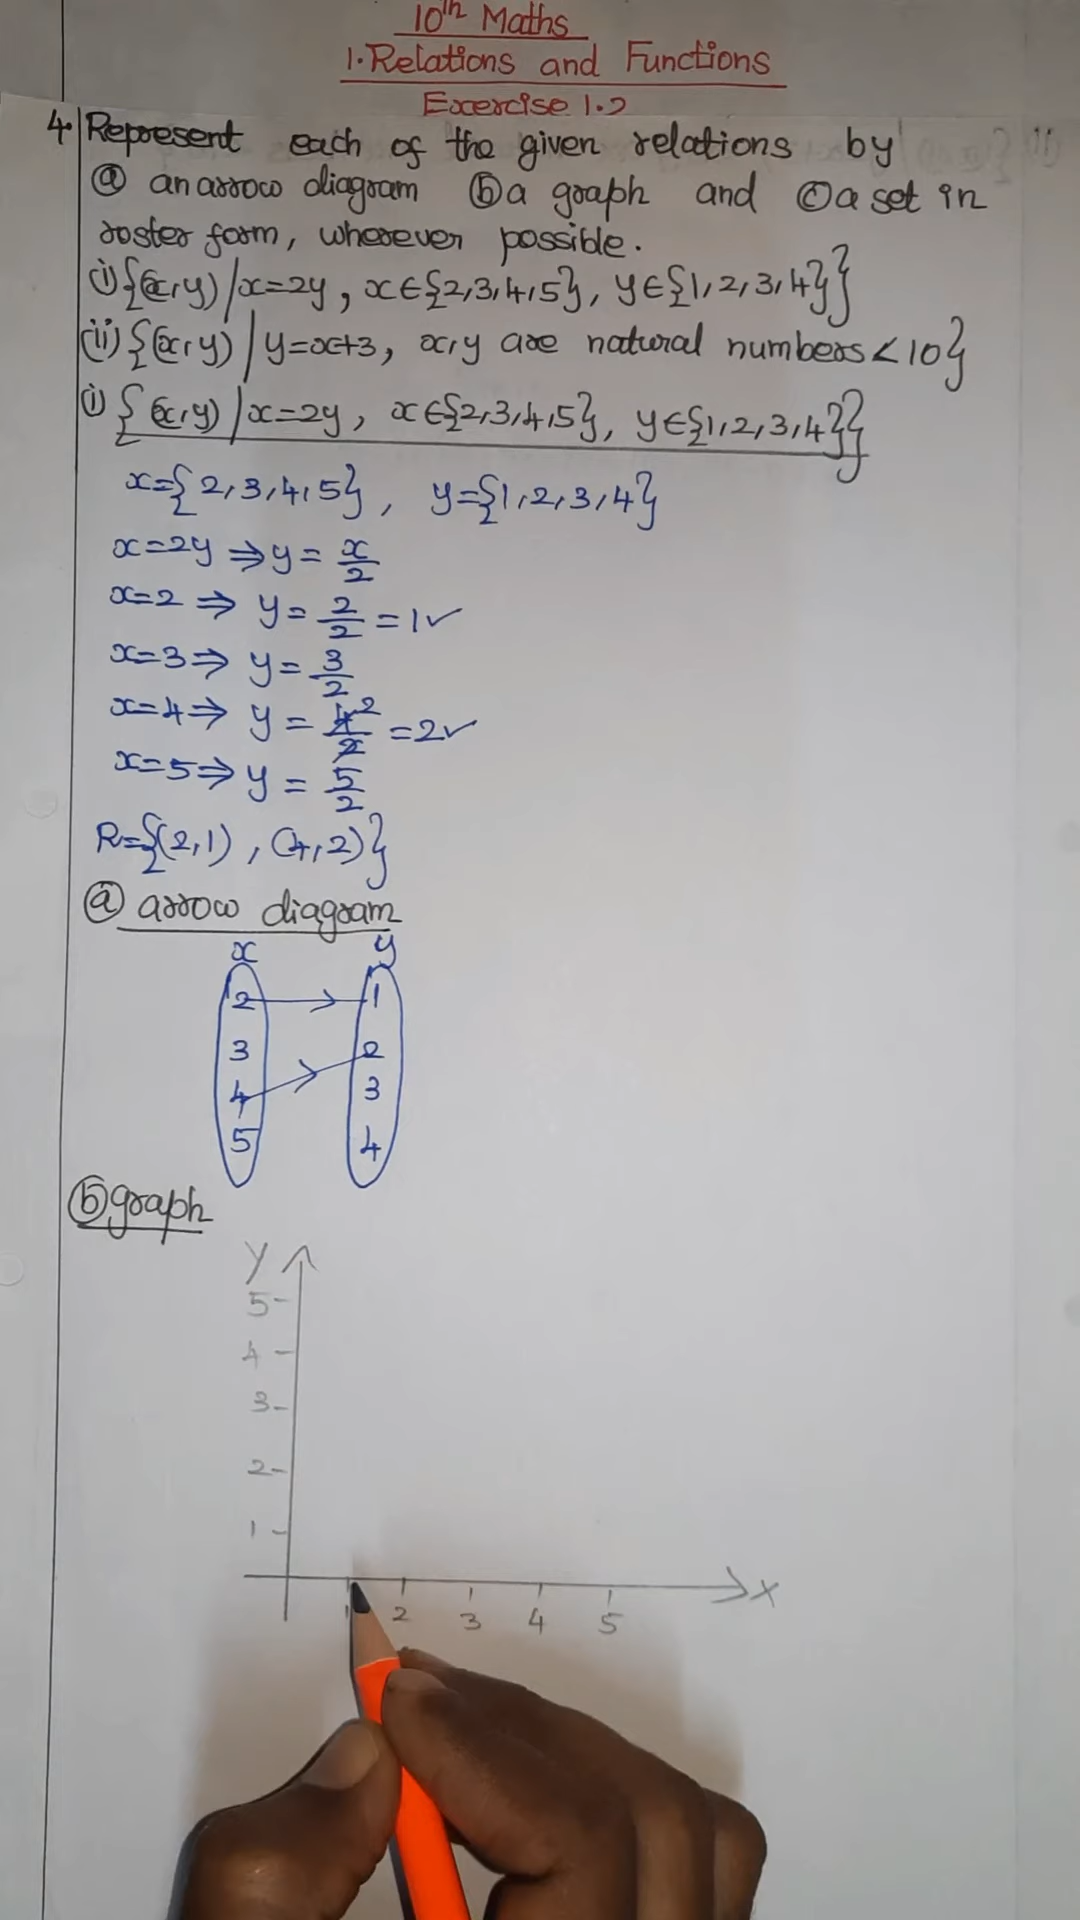 10th Maths
1. Relations and Functions
Exercise 1.2
4. Represent each of the given relations by
ⓐ an arrow diagram ⓑ a graph and ⓒ a set in
roster form, wherever possible.
(i) {(x,y) / x=2y, x∈{2,3,4,5}, y∈{1,2,3,4}}
(ii) {(x,y) / y=x+3, x,y are natural numbers < 10}
(i) {(x,y) / x=2y, x∈{2,3,4,5}, y∈{1,2,3,4}}
x={2,3,4,5}, y={1,2,3,4}
x=2y ⇒ y = x/2
x=2 ⇒ y = 2/2 = 1✓
x=3 ⇒ y = 3/2
x=4 ⇒ y = 4²/2 = 2✓
x=5 ⇒ y = 5/2
R={(2,1), (4,2)}
ⓐ arrow diagram
x y
2 1
3 2
4 3
5 4
ⓑ graph
Y
5
4
3
2
1
X
1 2 3 4 5